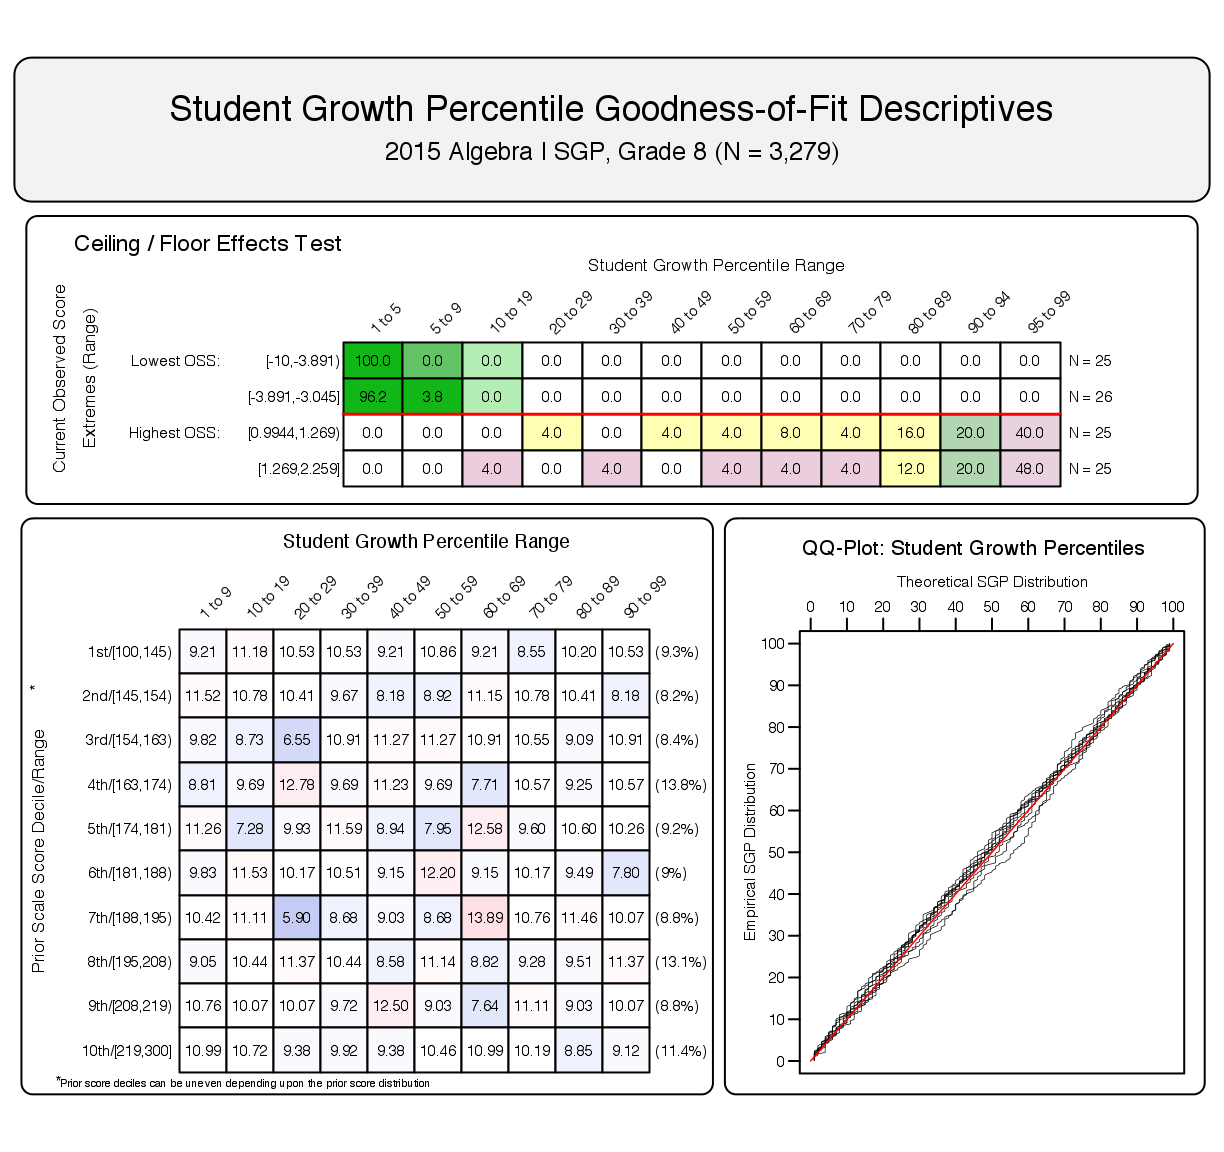 Student Growth Percentile Goodness-of-Fit Descriptives
2015 Algebra I SGP, Grade 8 (N = 3,279)
Ceiling / Floor Effects Test
Student Growth Percentile Range
1 to 5 5 to 9 10 to 19 20 to 29 30 to 39 40 to 49 50 to 59 60 to 69 70 to 79 80 to 89 90 to 94 95 to 99
Current Observed Score
Extremes (Range)
Lowest OSS: [-10,-3.891) 100.0 0.0 0.0 0.0 0.0 0.0 0.0 0.0 0.0 0.0 0.0 0.0 N = 25
[-3.891,-3.045] 96.2 3.8 0.0 0.0 0.0 0.0 0.0 0.0 0.0 0.0 0.0 0.0 N = 26
Highest OSS: [0.9944,1.269) 0.0 0.0 0.0 4.0 0.0 4.0 4.0 8.0 4.0 16.0 20.0 40.0 N = 25
[1.269,2.259] 0.0 0.0 4.0 0.0 4.0 0.0 4.0 4.0 4.0 12.0 20.0 48.0 N = 25
Student Growth Percentile Range
1 to 9 10 to 19 20 to 29 30 to 39 40 to 49 50 to 59 60 to 69 70 to 79 80 to 89 90 to 99
Prior Scale Score Decile/Range *
1st/[100,145) 9.21 11.18 10.53 10.53 9.21 10.86 9.21 8.55 10.20 10.53 (9.3%)
2nd/[145,154) 11.52 10.78 10.41 9.67 8.18 8.92 11.15 10.78 10.41 8.18 (8.2%)
3rd/[154,163) 9.82 8.73 6.55 10.91 11.27 11.27 10.91 10.55 9.09 10.91 (8.4%)
4th/[163,174) 8.81 9.69 12.78 9.69 11.23 9.69 7.71 10.57 9.25 10.57 (13.8%)
5th/[174,181) 11.26 7.28 9.93 11.59 8.94 7.95 12.58 9.60 10.60 10.26 (9.2%)
6th/[181,188) 9.83 11.53 10.17 10.51 9.15 12.20 9.15 10.17 9.49 7.80 (9%)
7th/[188,195) 10.42 11.11 5.90 8.68 9.03 8.68 13.89 10.76 11.46 10.07 (8.8%)
8th/[195,208) 9.05 10.44 11.37 10.44 8.58 11.14 8.82 9.28 9.51 11.37 (13.1%)
9th/[208,219) 10.76 10.07 10.07 9.72 12.50 9.03 7.64 11.11 9.03 10.07 (8.8%)
10th/[219,300] 10.99 10.72 9.38 9.92 9.38 10.46 10.99 10.19 8.85 9.12 (11.4%)
*Prior score deciles can be uneven depending upon the prior score distribution
QQ-Plot: Student Growth Percentiles
Theoretical SGP Distribution
0 10 20 30 40 50 60 70 80 90 100
Empirical SGP Distribution
100
90
80
70
60
50
40
30
20
10
0